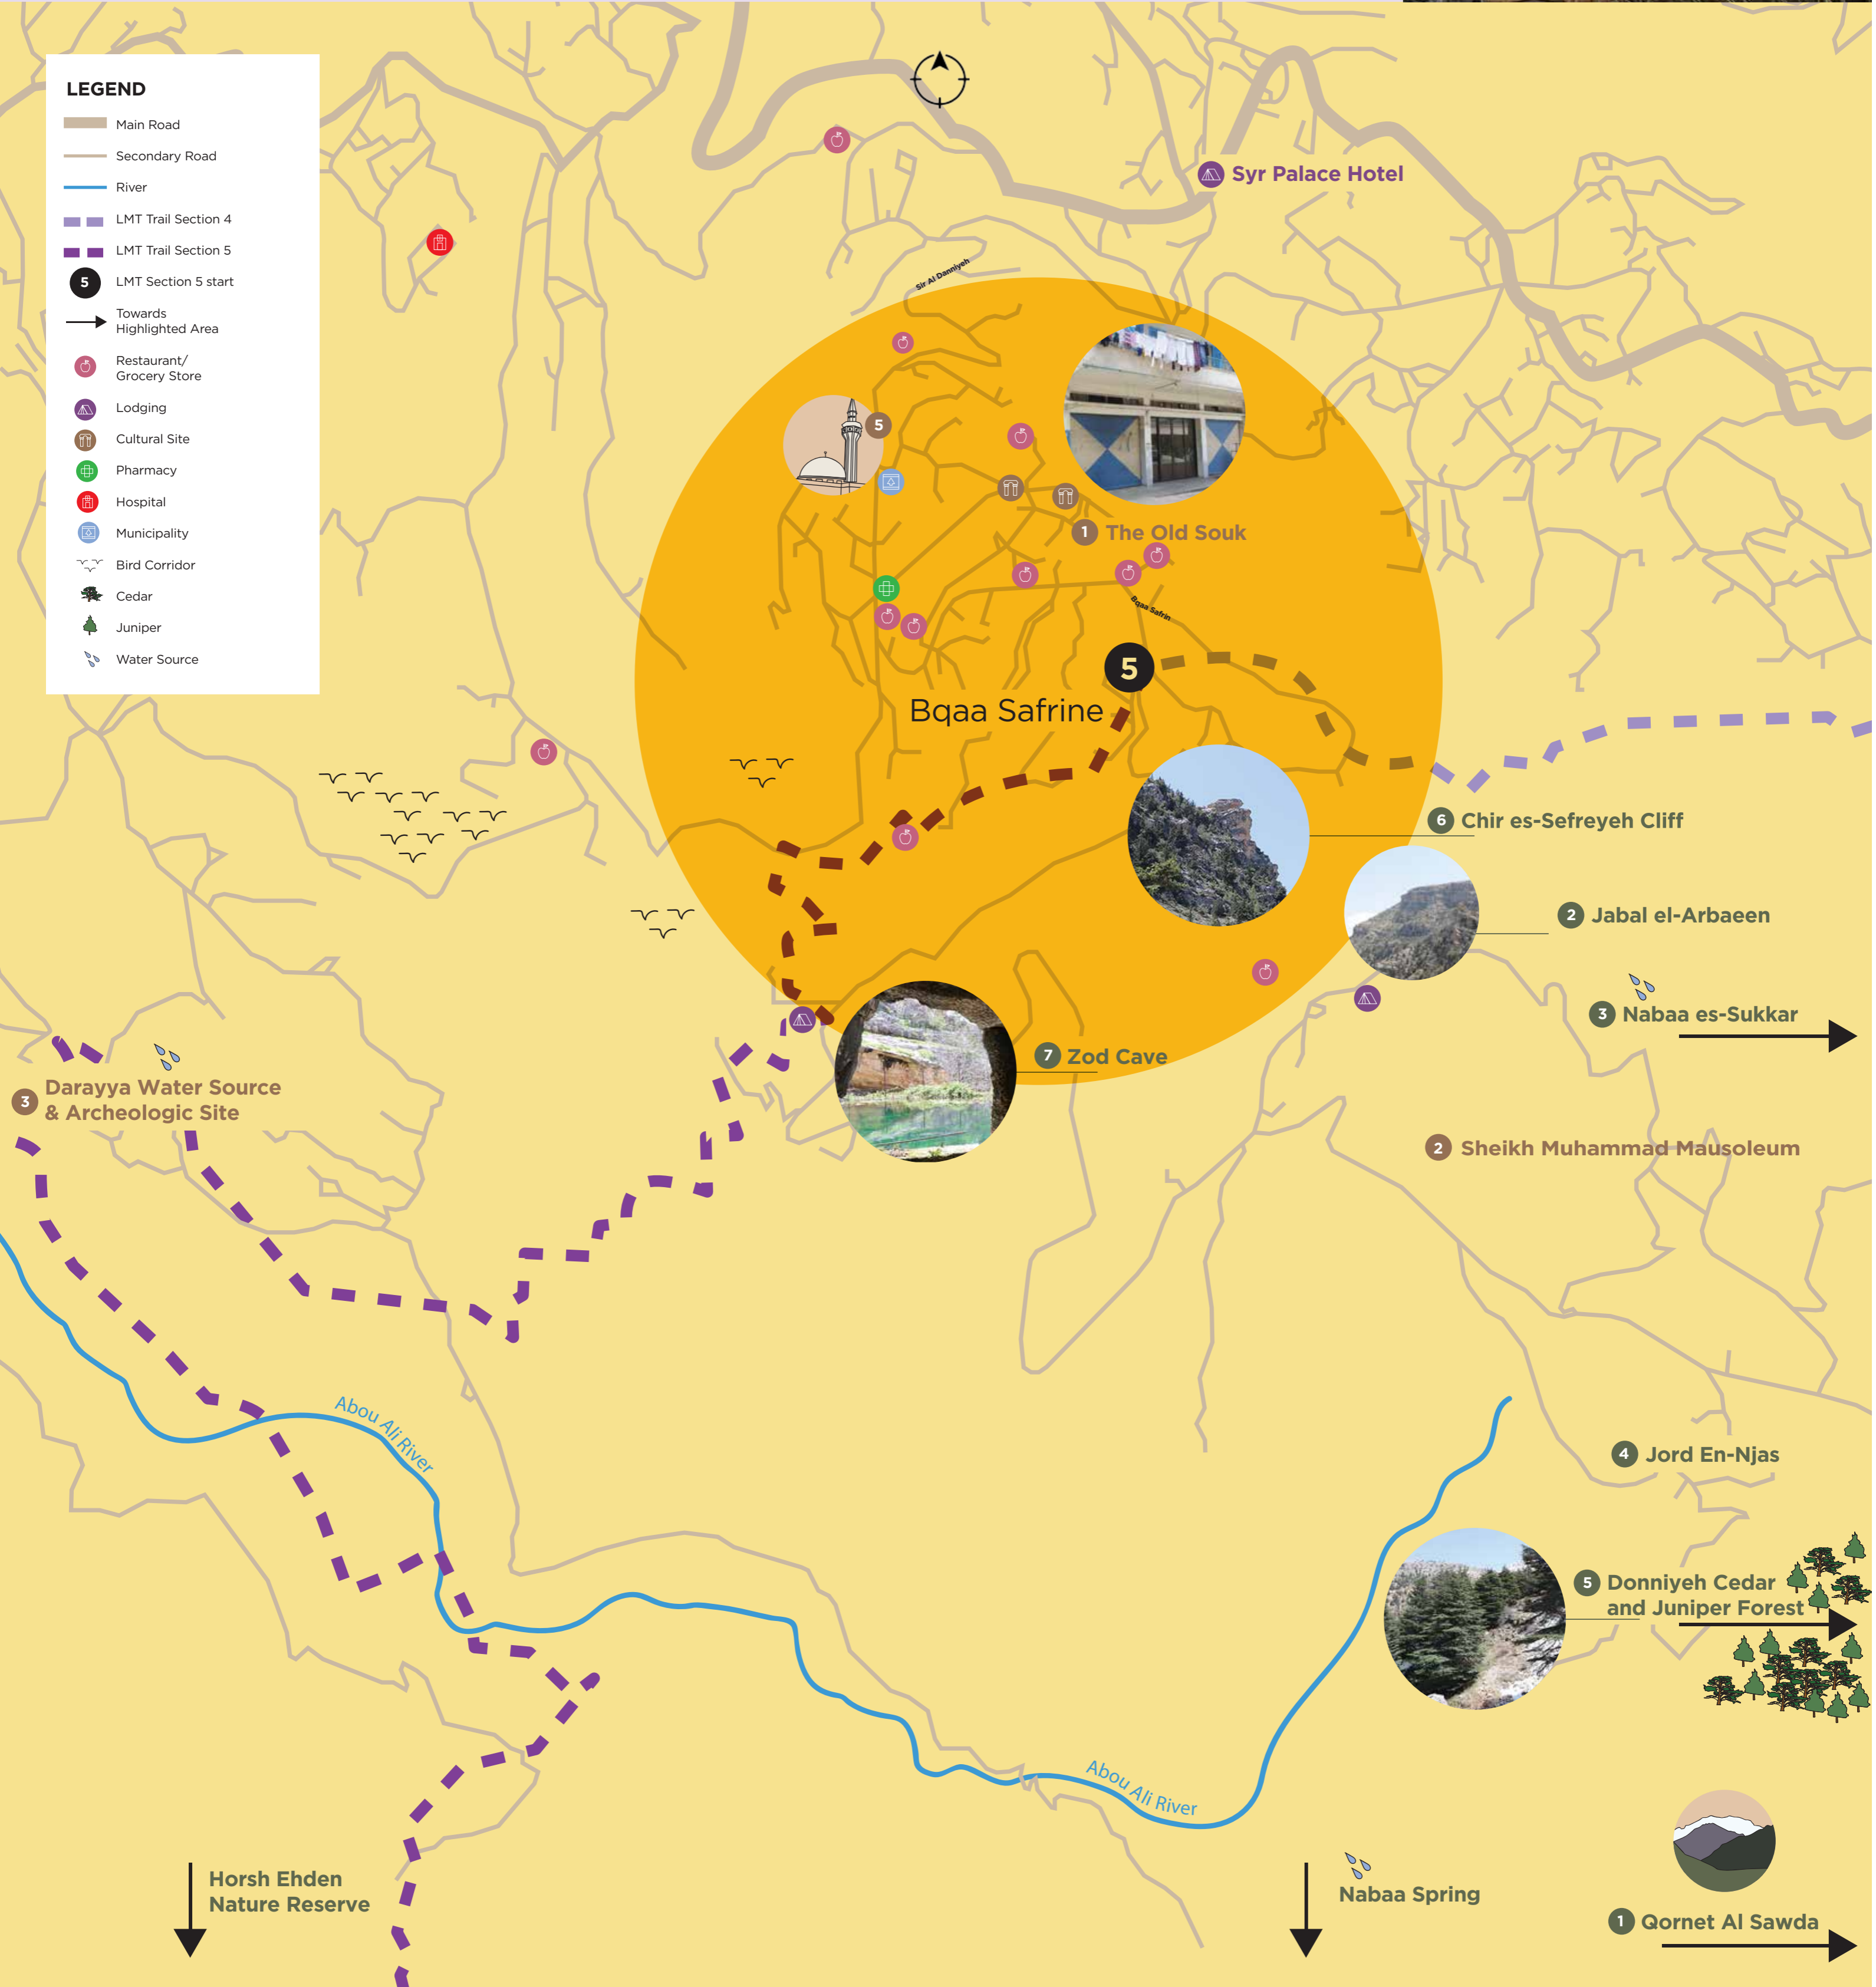 LEGEND
Main Road
Secondary Road
River
LMT Trail Section 4
LMT Trail Section 5
5 LMT Section 5 start
Towards
Highlighted Area
Restaurant/
Grocery Store
Lodging
Cultural Site
Pharmacy
Hospital
Municipality
Bird Corridor
Cedar
Juniper
Water Source
Syr Palace Hotel
Sir Al Danniyeh
5
1 The Old Souk
Bqaa Safrin
5
Bqaa Safrine
6 Chir es-Sefreyeh Cliff
2 Jabal el-Arbaeen
3 Nabaa es-Sukkar
7 Zod Cave
3 Darayya Water Source
& Archeologic Site
2 Sheikh Muhammad Mausoleum
Abou Ali River
4 Jord En-Njas
5 Donniyeh Cedar
and Juniper Forest
Abou Ali River
Horsh Ehden
Nature Reserve
Nabaa Spring
1 Qornet Al Sawda